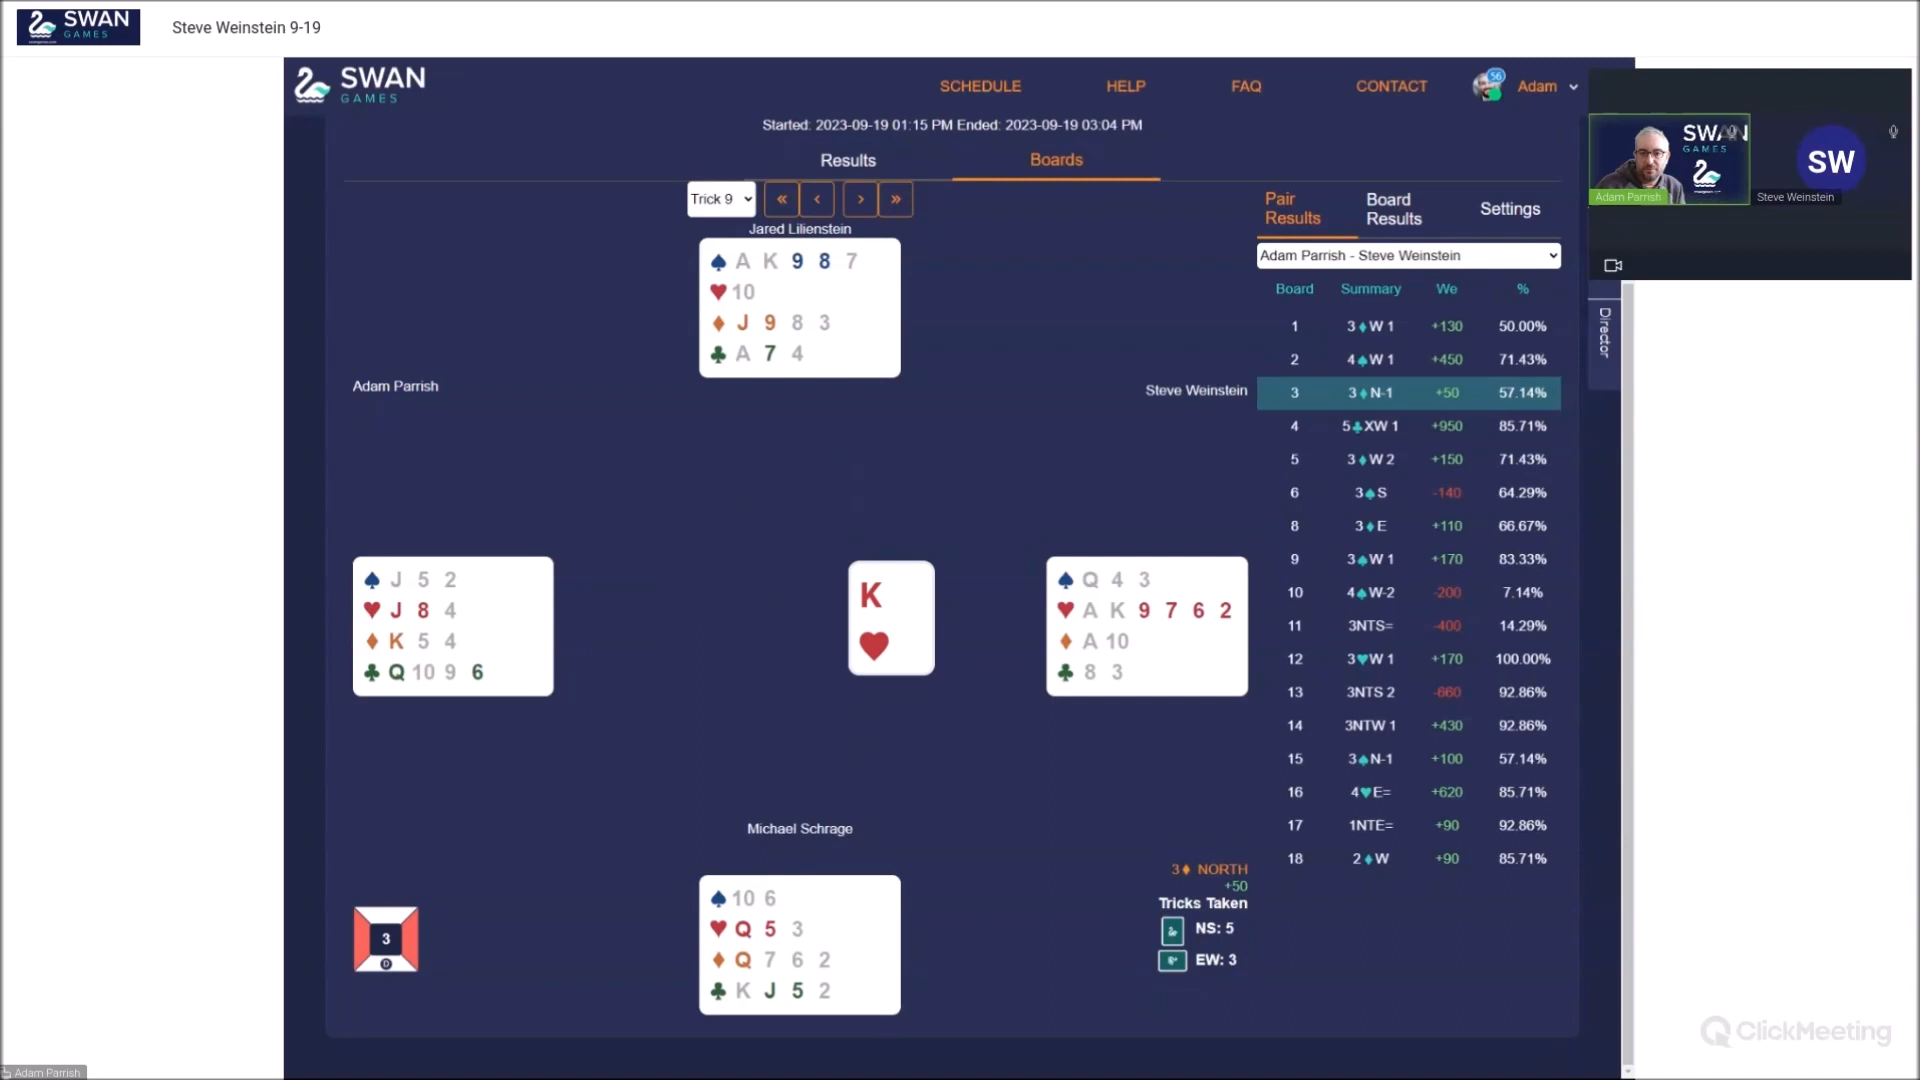 SWAN
GAMES
Steve Weinstein 9-19
SWAN
GAMES
SCHEDULE
HELP
FAQ
CONTACT
56
Adam
Started: 2023-09-19 01:15 PM Ended: 2023-09-19 03:04 PM
Results
Boards
Trick 9
«
‹
›
»
Jared Lilienstein
♠ A K 9 8 7
♥ 10
♦ J 9 8 3
♣ A 7 4
Adam Parrish
Steve Weinstein
♠ J 5 2
♥ J 8 4
♦ K 5 4
♣ Q 10 9 6
K
♥
♠ Q 4 3
♥ A K 9 7 6 2
♦ A 10
♣ 8 3
Michael Schrage
♠ 10 6
♥ Q 5 3
♦ Q 7 6 2
♣ K J 5 2
3
D
3♦ NORTH
+50
Tricks Taken
NS: 5
EW: 3
Pair Results
Board Results
Settings
Adam Parrish - Steve Weinstein
Board Summary We %
1 3♦W 1 +130 50.00%
2 4♠W 1 +450 71.43%
3 3♦N-1 +50 57.14%
4 5♣XW 1 +950 85.71%
5 3♦W 2 +150 71.43%
6 3♠S -140 64.29%
8 3♦E +110 66.67%
9 3♠W 1 +170 83.33%
10 4♠W-2 -200 7.14%
11 3NTS= -400 14.29%
12 3♥W 1 +170 100.00%
13 3NTS 2 -660 92.86%
14 3NTW 1 +430 92.86%
15 3♠N-1 +100 57.14%
16 4♥E= +620 85.71%
17 1NTE= +90 92.86%
18 2♦W +90 85.71%
SWAN
GAMES
Adam Parrish
SW
Steve Weinstein
Director
ClickMeeting
Adam Parrish